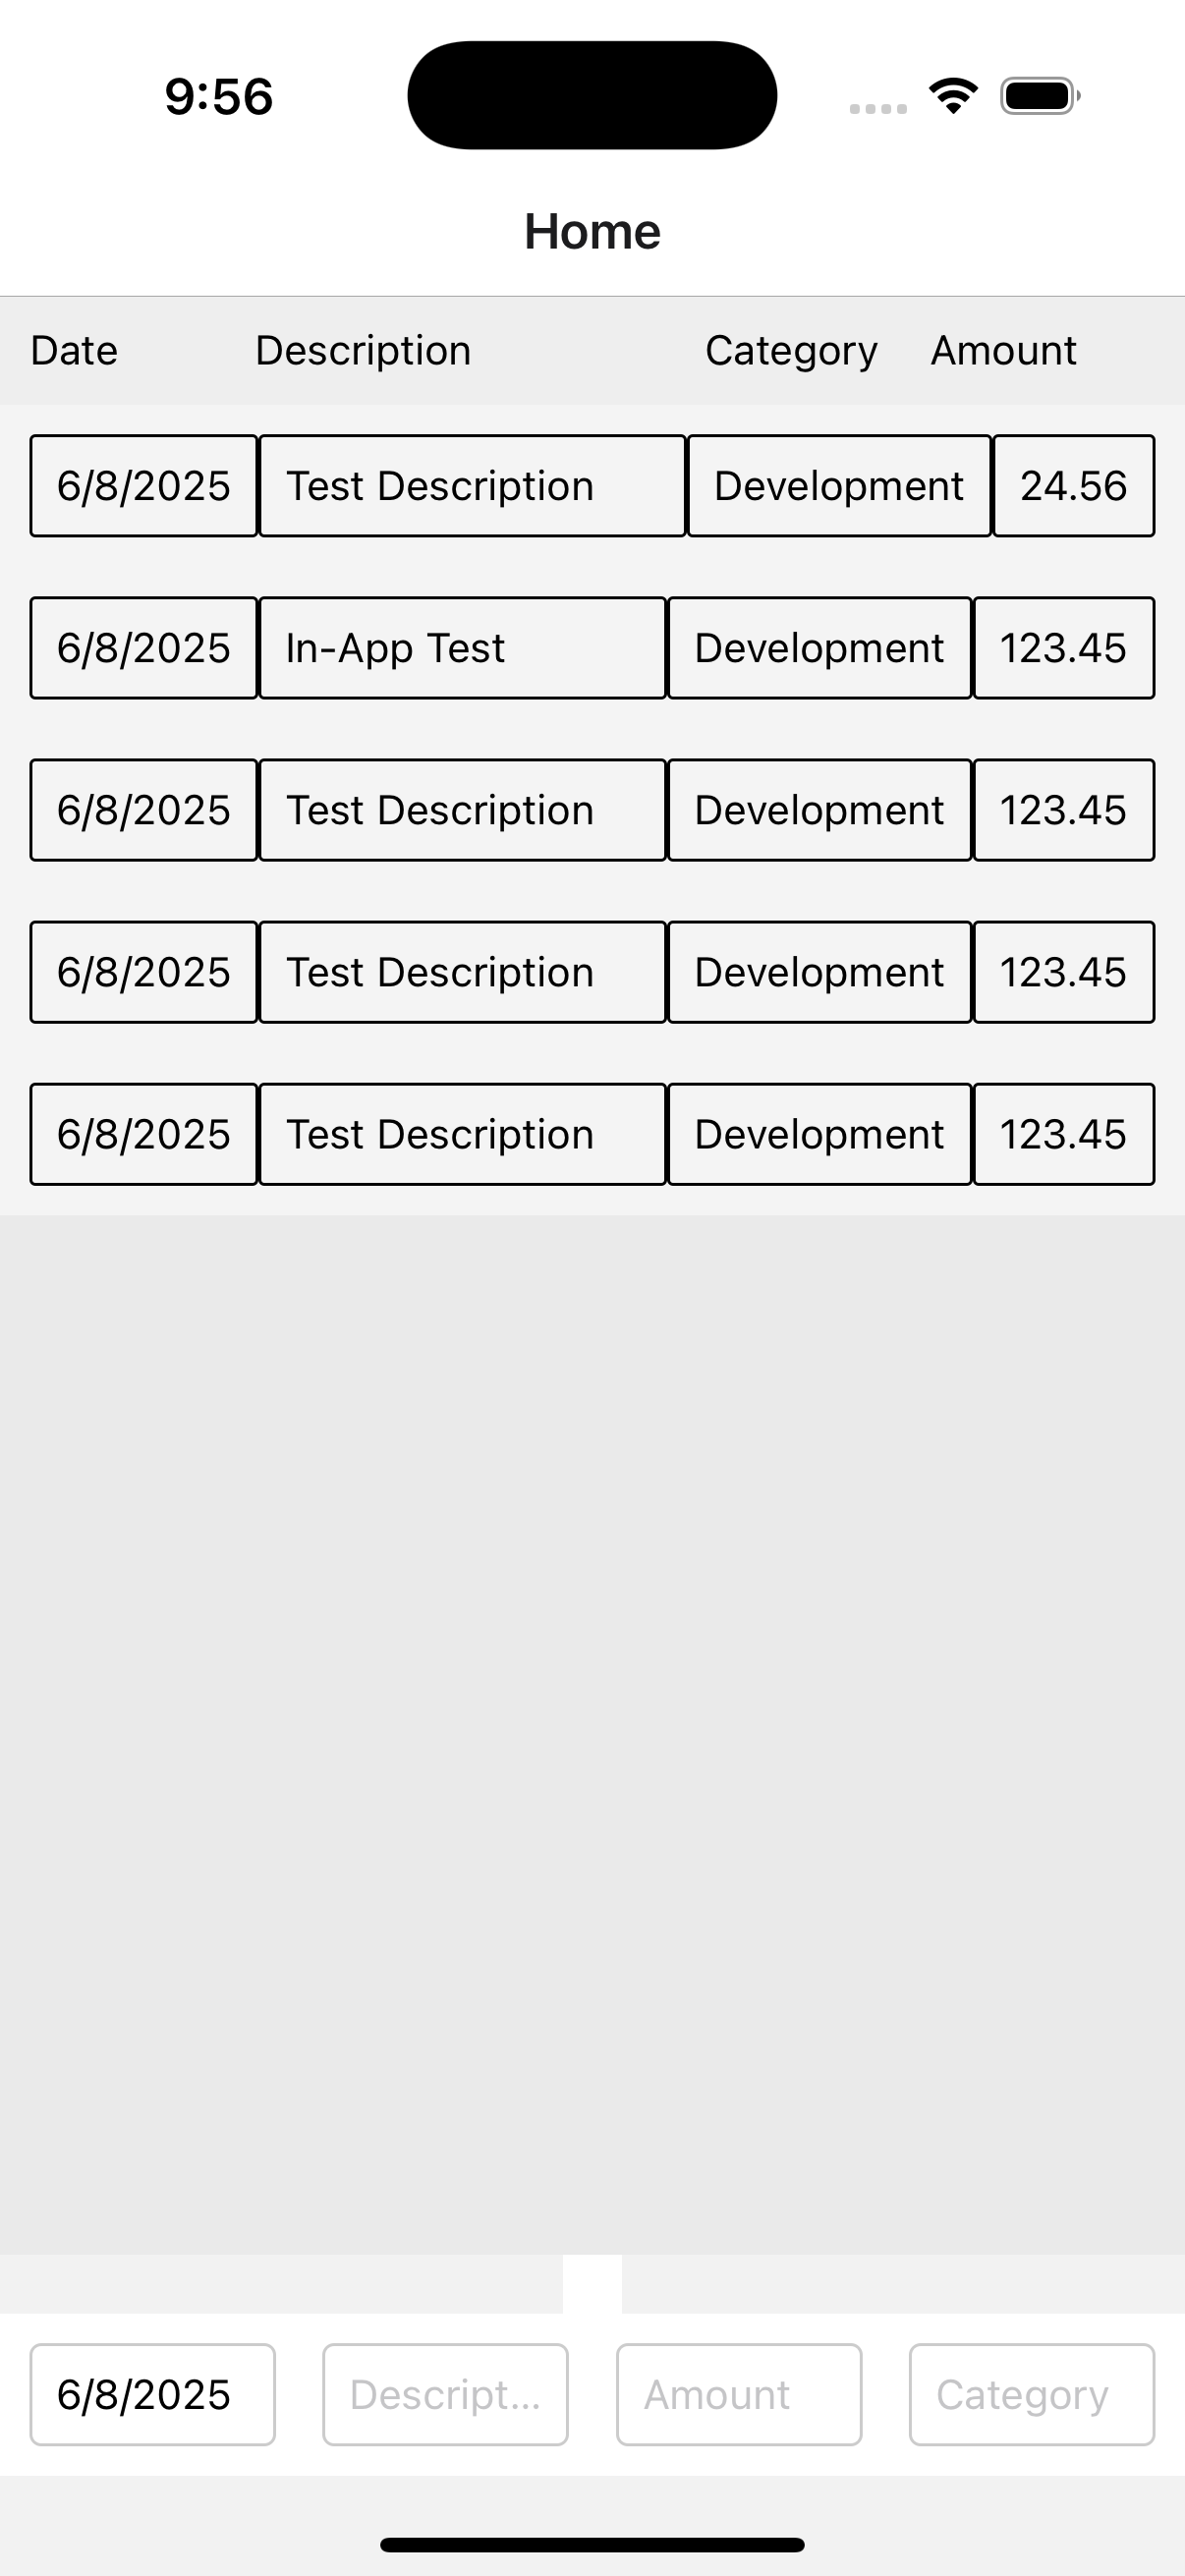 9:56
Home
Date Description Category Amount
6/8/2025 Test Description Development 24.56
6/8/2025 In-App Test Development 123.45
6/8/2025 Test Description Development 123.45
6/8/2025 Test Description Development 123.45
6/8/2025 Test Description Development 123.45
6/8/2025 Descript... Amount Category